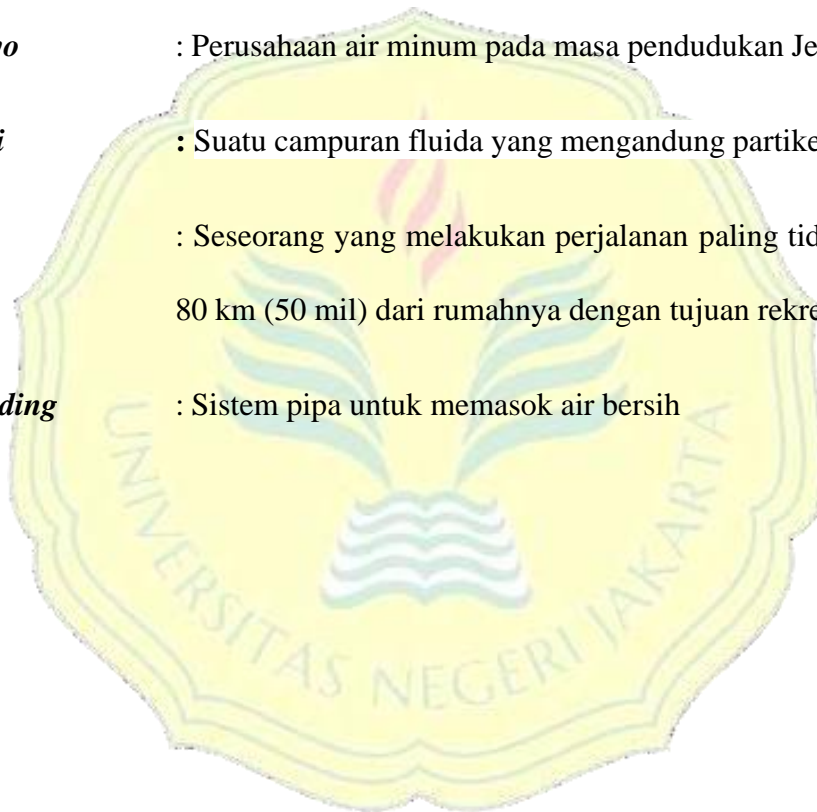 : Perusahaan air minum pada masa pendudukan Je
: Suatu campuran fluida yang mengandung partike
: Seseorang yang melakukan perjalanan paling tid
80 km (50 mil) dari rumahnya dengan tujuan rekre
ding : Sistem pipa untuk memasok air bersih
UNIVERSITAS NEGERI JAKARTA